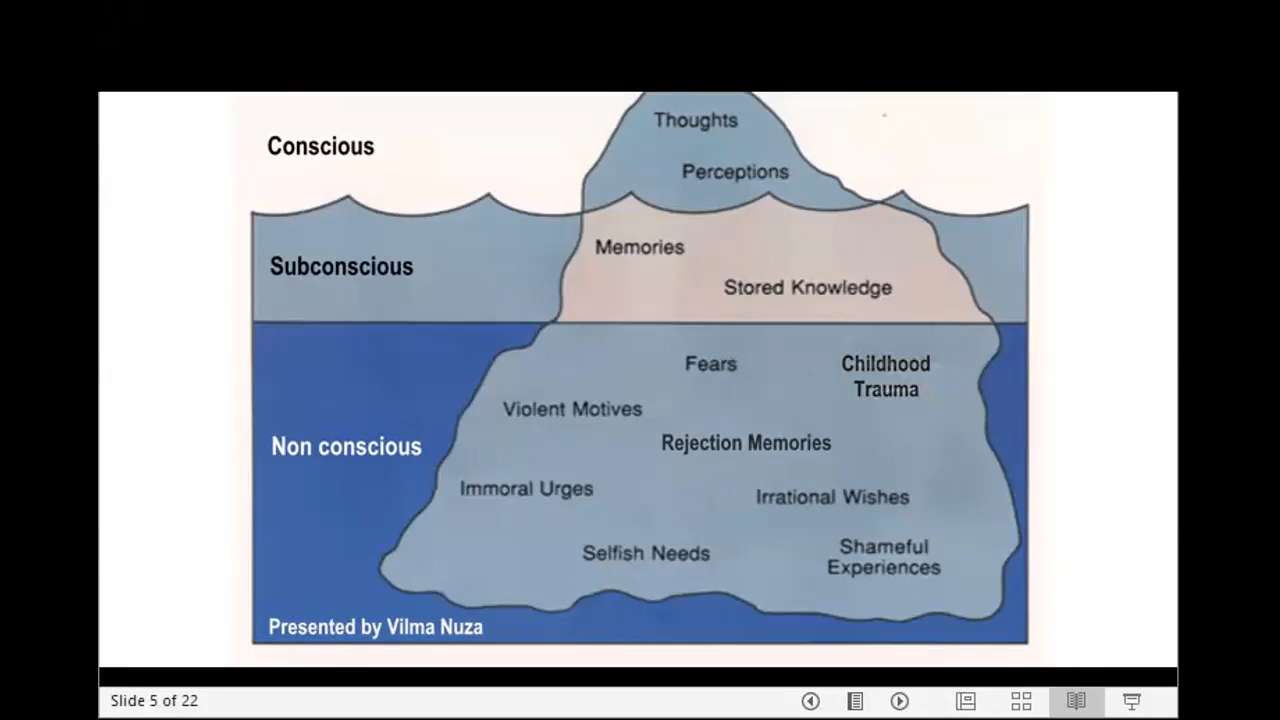 Thoughts
Conscious
Perceptions
Memories
Subconscious
Stored Knowledge
Fears
Childhood
Trauma
Violent Motives
Rejection Memories
Non conscious
Immoral Urges
Irrational Wishes
Selfish Needs
Shameful
Experiences
Presented by Vilma Nuza
Slide 5 of 22